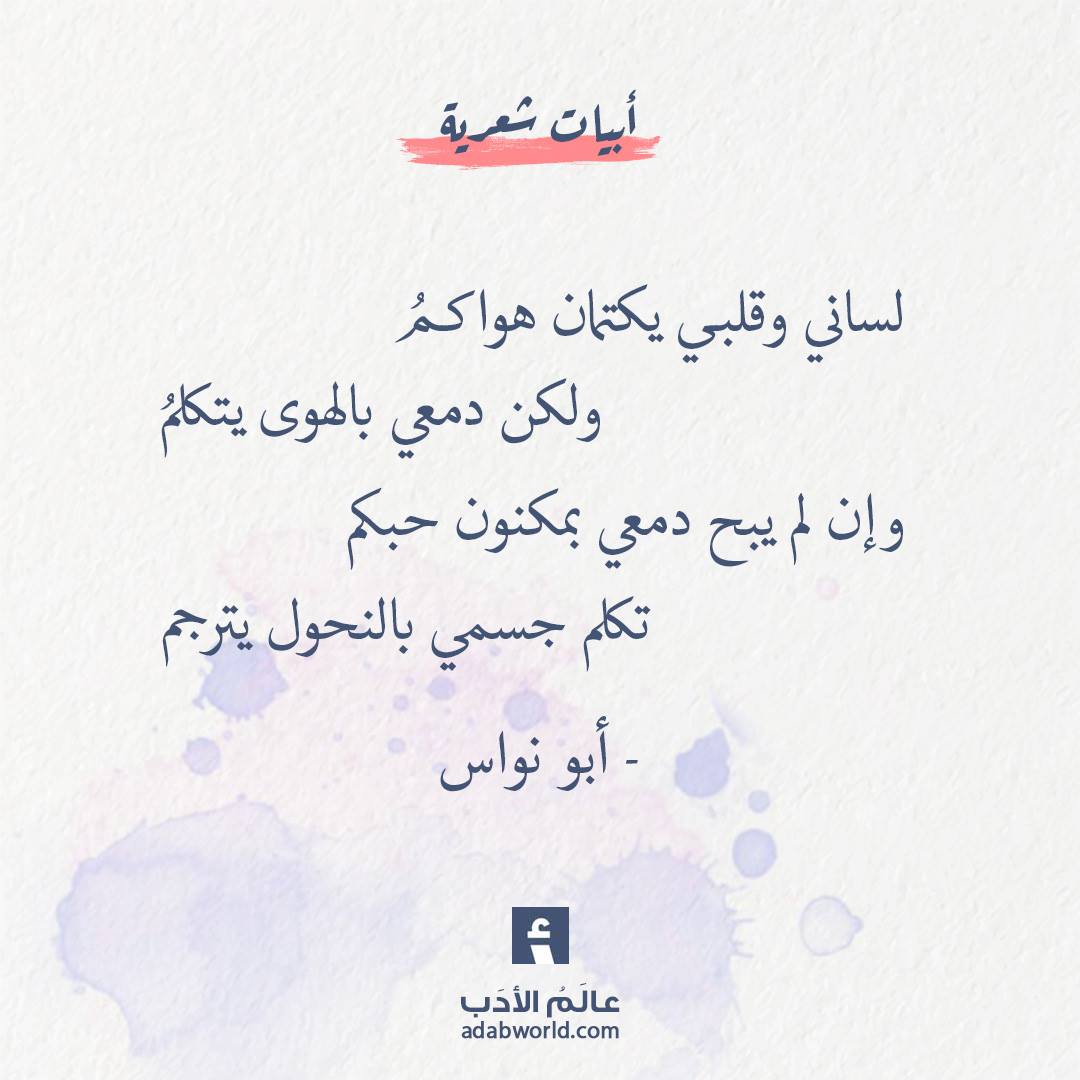 أبيات شعرية
لساني وقلبي يكتمان هواكمُ
ولكن دمعي بالهوى يتكلمُ
وإن لم يبح دمعي بمكنون حبكم
تكلم جسمي بالنحول يترجم
- أبو نواس
أ
عالَمُ الأدَب
adabworld.com